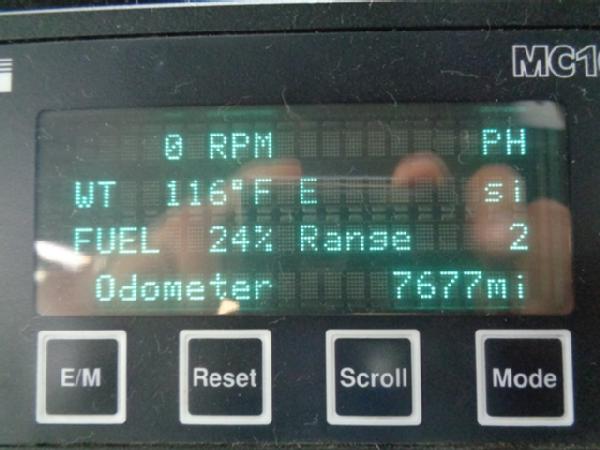 MC1
0 RPM PH
WT 116°F E si
FUEL 24% Range 2
Odometer 7677mi
E/M Reset Scroll Mode